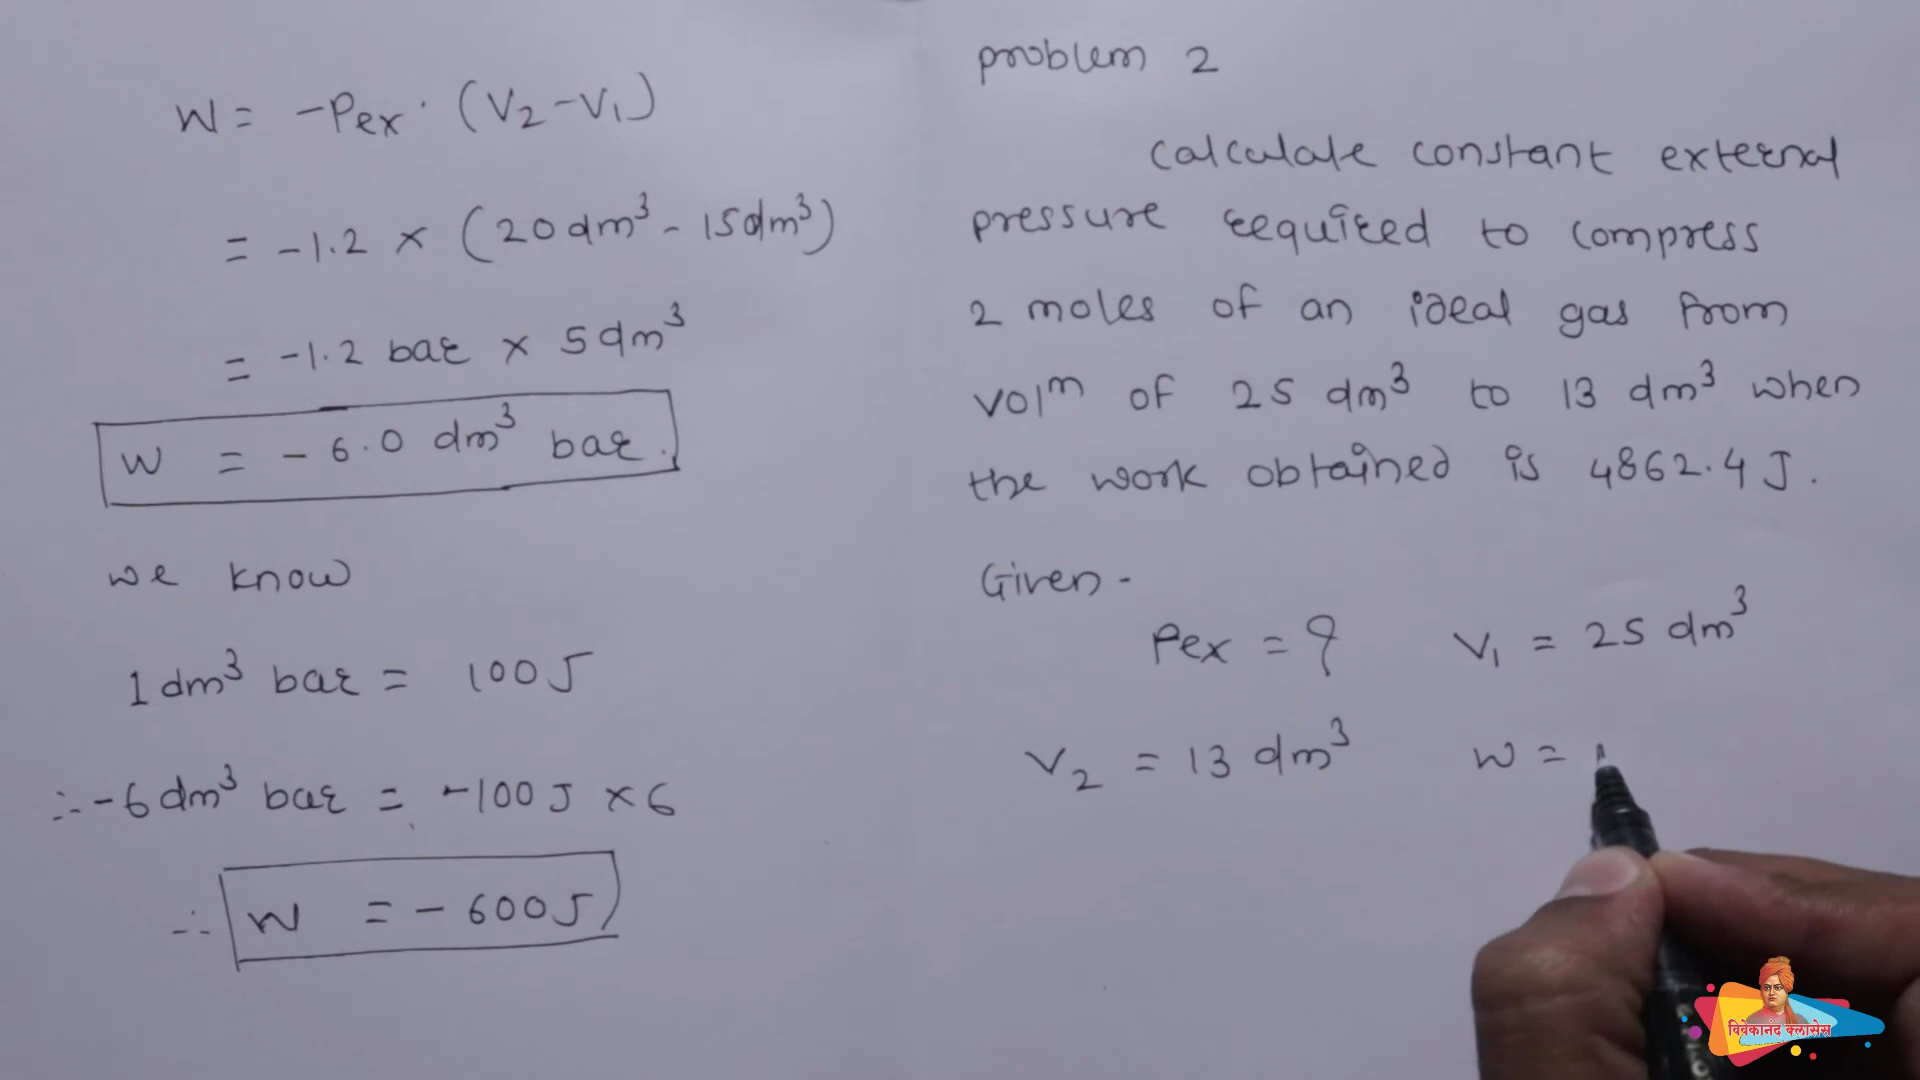 W = -Pex · (V2 - V1)
= -1.2 × (20 dm³ - 15 dm³)
= -1.2 bar × 5 dm³
W = - 6.0 dm³ bar.
we know
1 dm³ bar = 100 J
∴ -6 dm³ bar = -100 J × 6
∴ W = - 600 J
problem 2
calculate constant external
pressure required to compress
2 moles of an ideal gas from
volm of 25 dm³ to 13 dm³ when
the work obtained is 4862.4 J.
Given -
Pex = ? V1 = 25 dm³
V2 = 13 dm³ W =
विवेकानंद क्लासेस